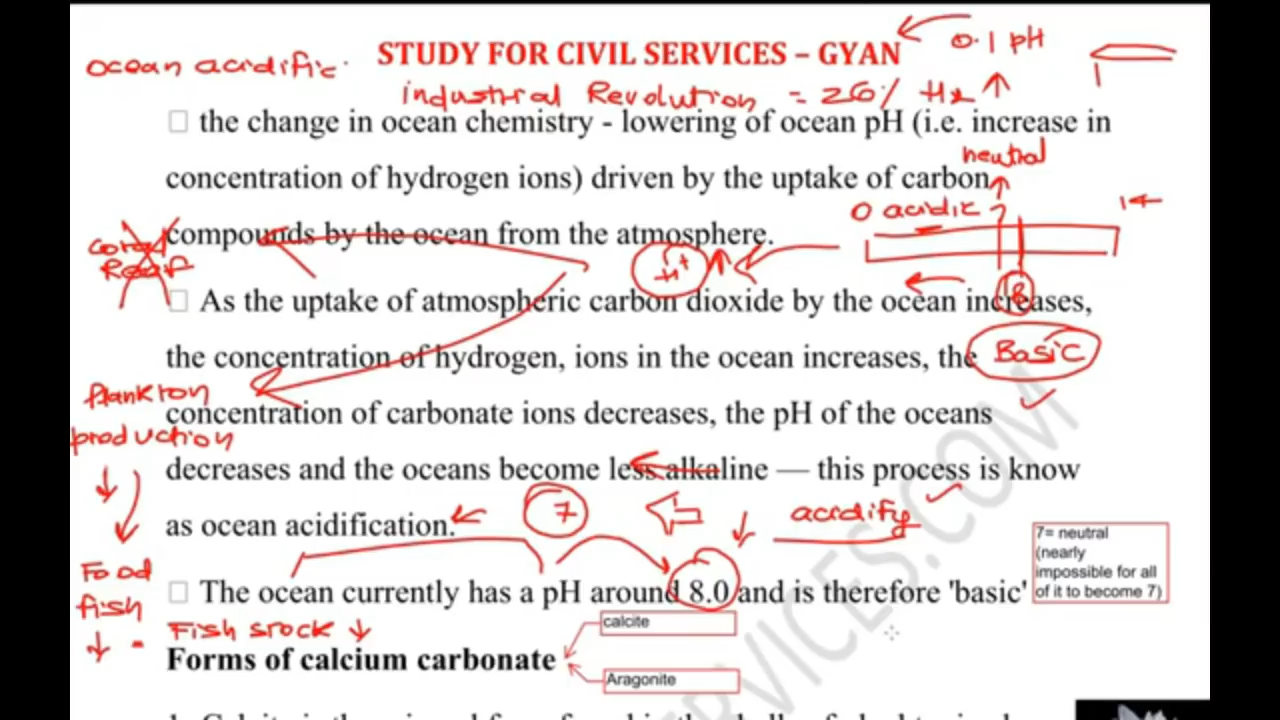 0.1 pH
STUDY FOR CIVIL SERVICES – GYAN
ocean acidific.
industrial Revolution = 26%
the change in ocean chemistry - lowering of ocean pH (i.e. increase in
neutral
concentration of hydrogen ions) driven by the uptake of carbon
0 acidic 7 14
compounds by the ocean from the atmosphere.
coral
Reef
H+
8
As the uptake of atmospheric carbon dioxide by the ocean increases,
the concentration of hydrogen, ions in the ocean increases, the
Basic
plankton
concentration of carbonate ions decreases, the pH of the oceans
production
decreases and the oceans become less alkaline — this process is know
7
acidify
as ocean acidification.
7= neutral
(nearly
impossible for all
of it to become 7)
Food
fish
The ocean currently has a pH around 8.0 and is therefore 'basic'
Fish stock
calcite
Forms of calcium carbonate
Aragonite
SERVICES.COM